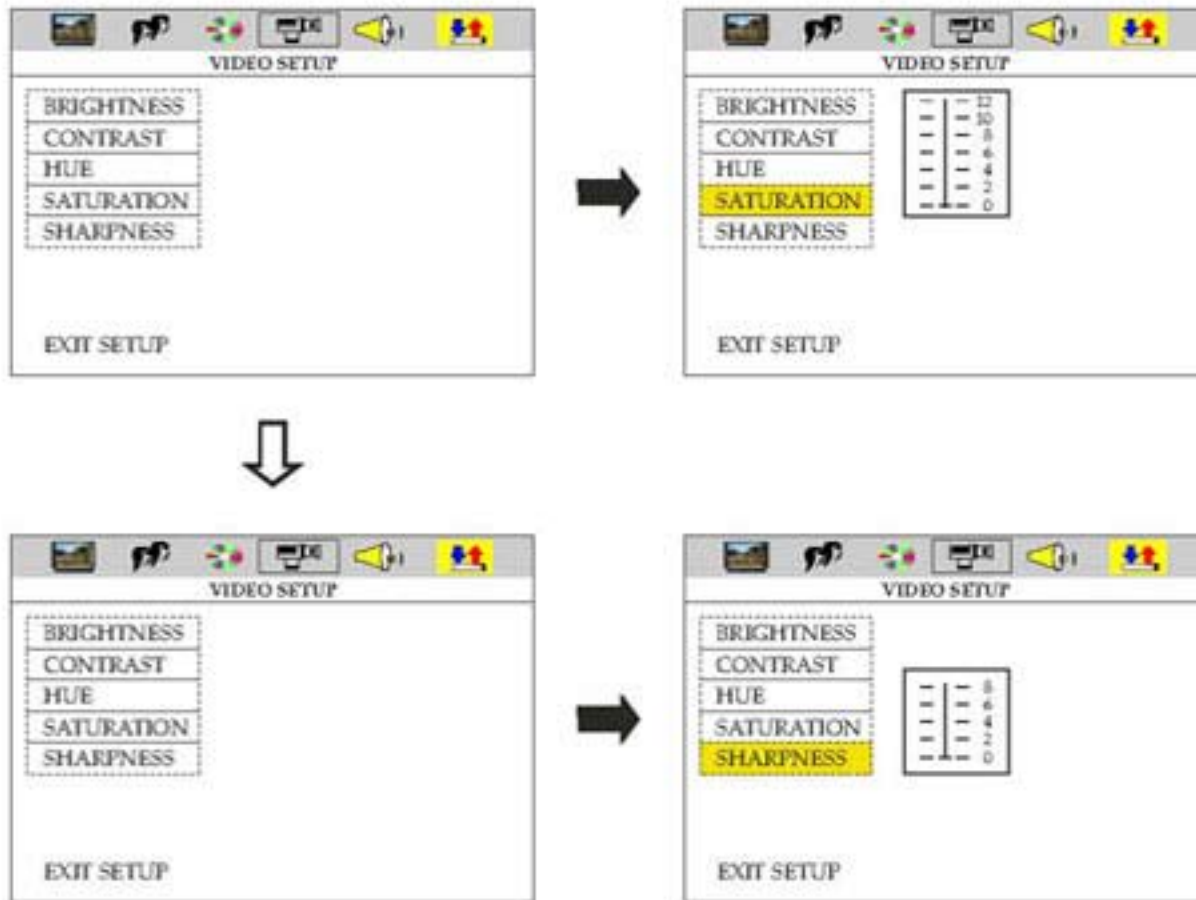 VIDEO SETUP
BRIGHTNESS
CONTRAST
HUE
SATURATION
SHARPNESS
EXIT SETUP
VIDEO SETUP
BRIGHTNESS
CONTRAST
HUE
SATURATION
SHARPNESS
12
10
8
6
4
2
0
EXIT SETUP
VIDEO SETUP
BRIGHTNESS
CONTRAST
HUE
SATURATION
SHARPNESS
EXIT SETUP
VIDEO SETUP
BRIGHTNESS
CONTRAST
HUE
SATURATION
SHARPNESS
8
6
4
2
0
EXIT SETUP